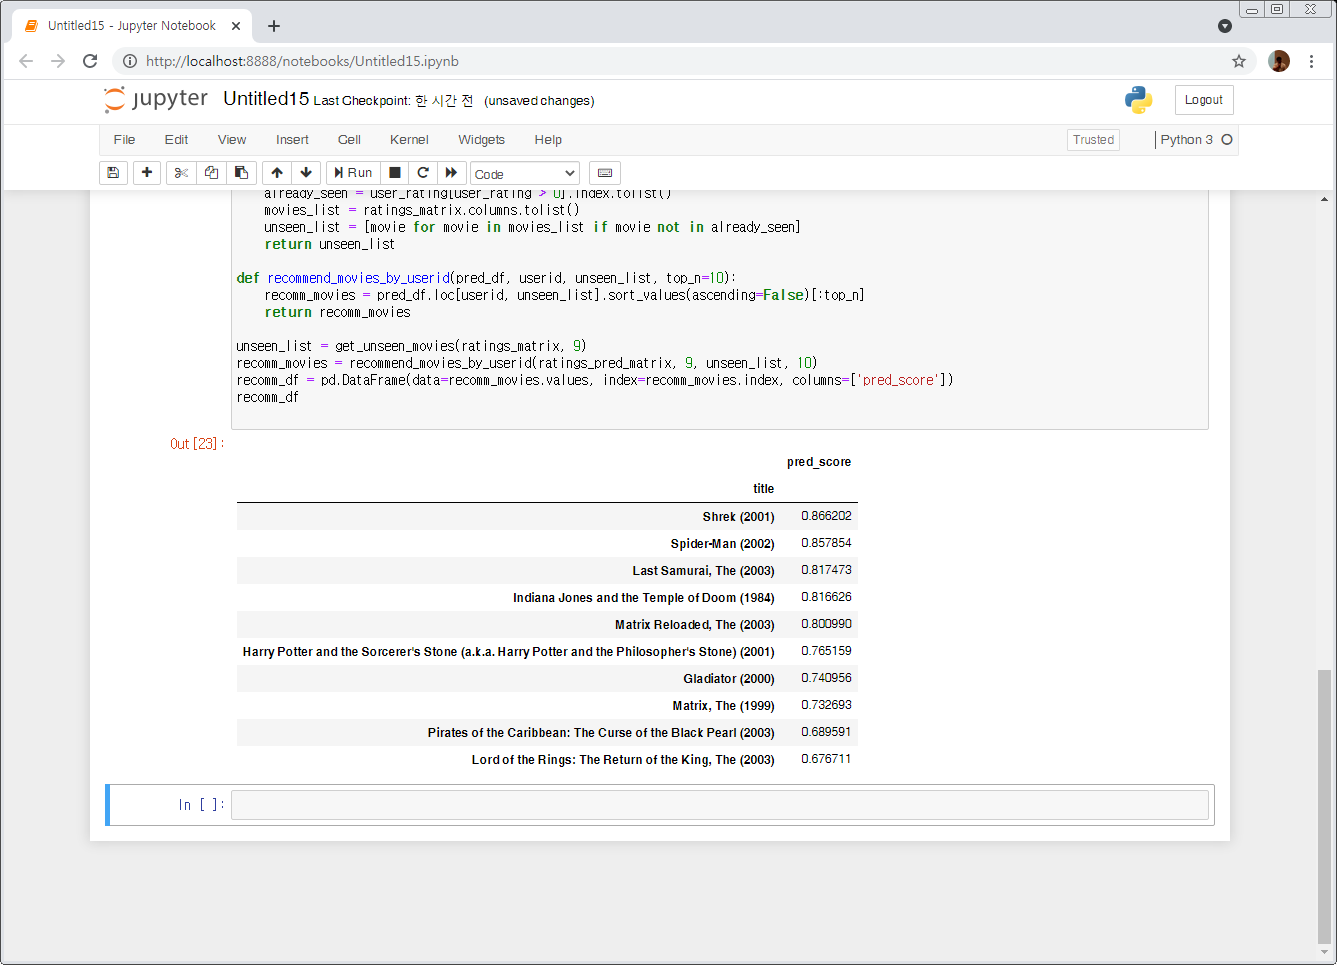 Untitled15 - Jupyter Notebook
http://localhost:8888/notebooks/Untitled15.ipynb
jupyter Untitled15 Last Checkpoint: 한 시간 전 (unsaved changes) Logout
File Edit View Insert Cell Kernel Widgets Help Trusted Python 3
Run Code
already_seen = user_rating[user_rating > 0].index.tolist()
movies_list = ratings_matrix.columns.tolist()
unseen_list = [movie for movie in movies_list if movie not in already_seen]
return unseen_list
def recommend_movies_by_userid(pred_df, userid, unseen_list, top_n=10):
recomm_movies = pred_df.loc[userid, unseen_list].sort_values(ascending=False)[:top_n]
return recomm_movies
unseen_list = get_unseen_movies(ratings_matrix, 9)
recomm_movies = recommend_movies_by_userid(ratings_pred_matrix, 9, unseen_list, 10)
recomm_df = pd.DataFrame(data=recomm_movies.values, index=recomm_movies.index, columns=['pred_score'])
recomm_df
Out [23]:
pred_score
title
Shrek (2001) 0.866202
Spider-Man (2002) 0.857854
Last Samurai, The (2003) 0.817473
Indiana Jones and the Temple of Doom (1984) 0.816626
Matrix Reloaded, The (2003) 0.800990
Harry Potter and the Sorcerer's Stone (a.k.a. Harry Potter and the Philosopher's Stone) (2001) 0.765159
Gladiator (2000) 0.740956
Matrix, The (1999) 0.732693
Pirates of the Caribbean: The Curse of the Black Pearl (2003) 0.689591
Lord of the Rings: The Return of the King, The (2003) 0.676711
In [ ]: